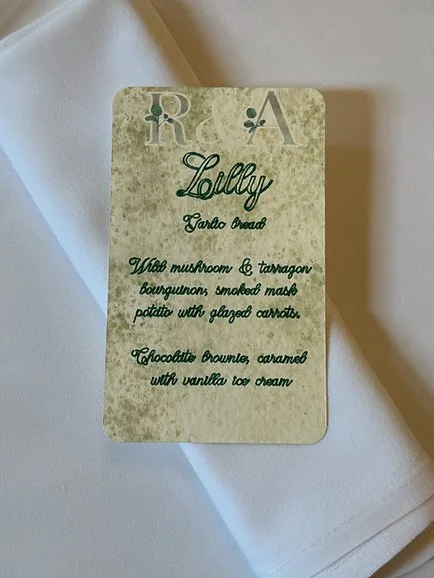 R & A
Lilly
Garlic bread
Wild mushroom & tarragon
bourguinon, smoked mask
potato with glazed carrots.
Chocolate brownie, caramel
with vanilla ice cream